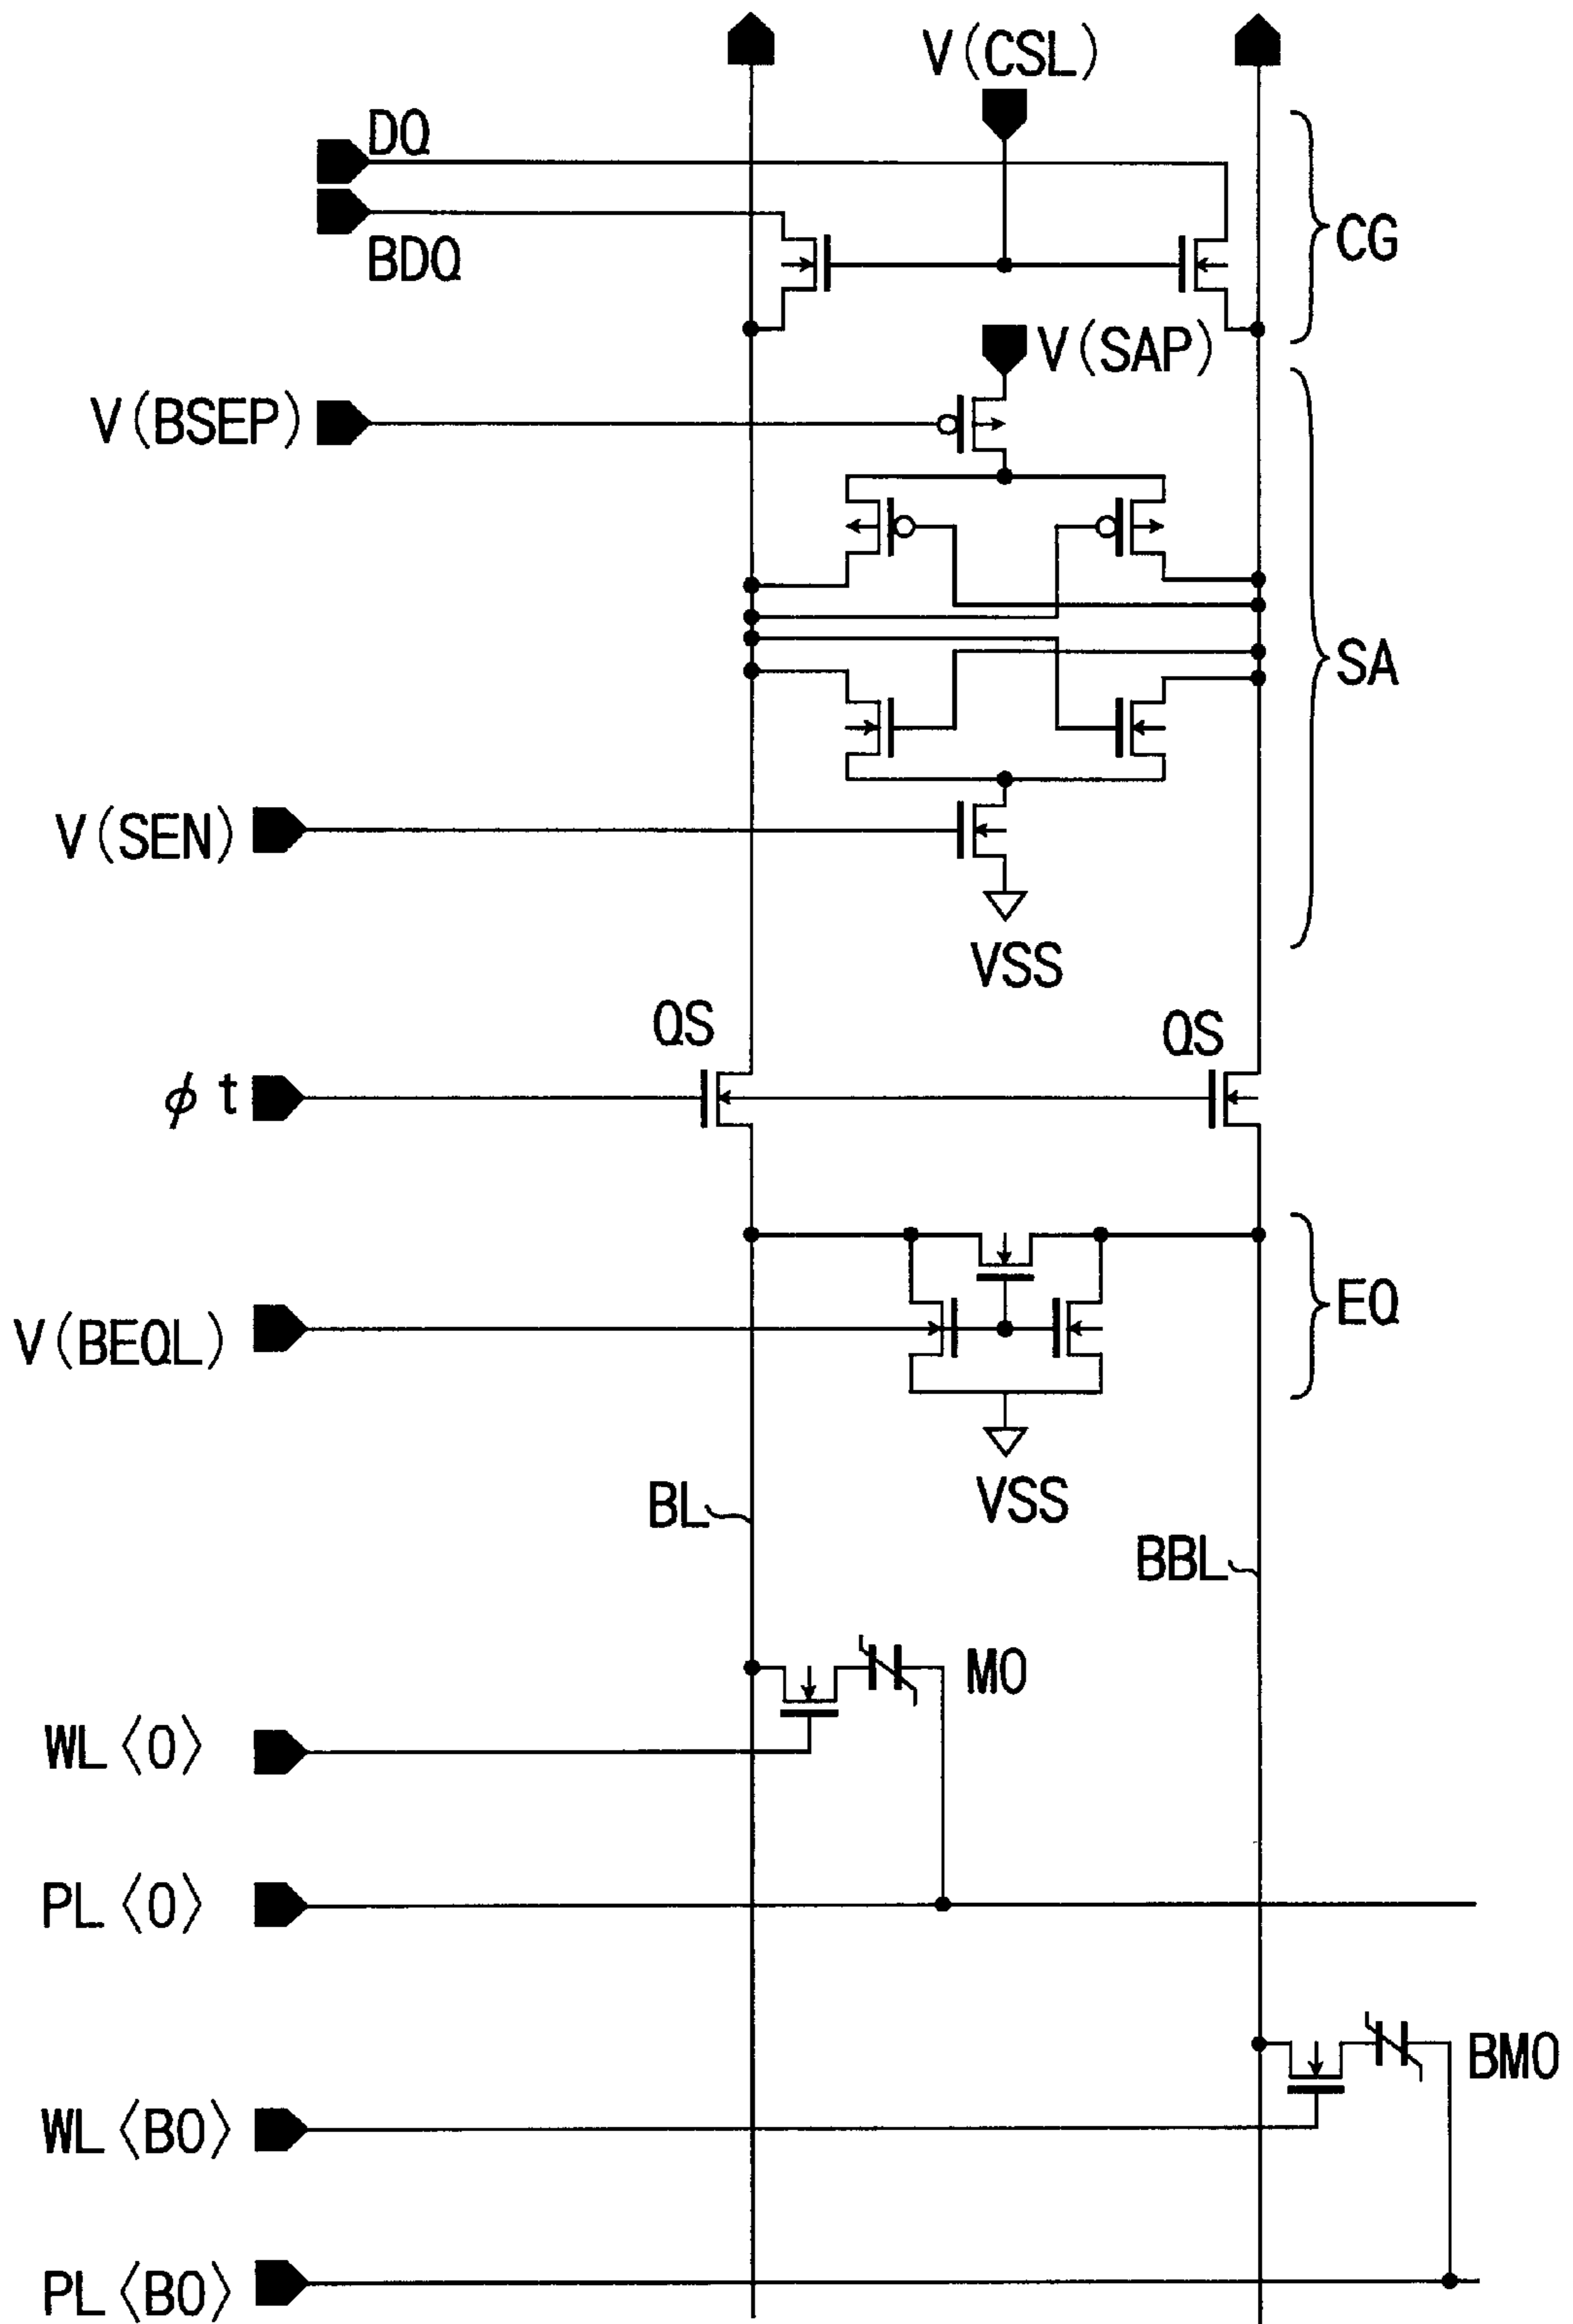 V(CSL)
DQ
BDQ
CG
V(SAP)
V(BSEP)
SA
V(SEN)
VSS
QS
QS
φt
EQ
V(BEQL)
VSS
BL
BBL
M0
WL〈0〉
PL〈0〉
BM0
WL〈B0〉
PL〈B0〉